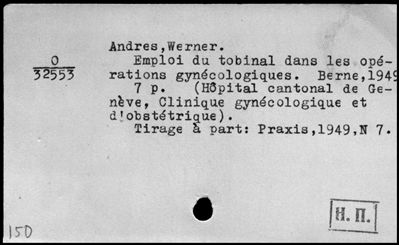 Andres,Werner.
Emploi du tobinal dans les opé-
rations gynécologiques. Berne,1949
7 p. (Hôpital cantonal de Ge-
nève, Clinique gynécologique et
d'obstétrique).
Tirage à part: Praxis,1949,N 7.
O
32553
Н. П.
150